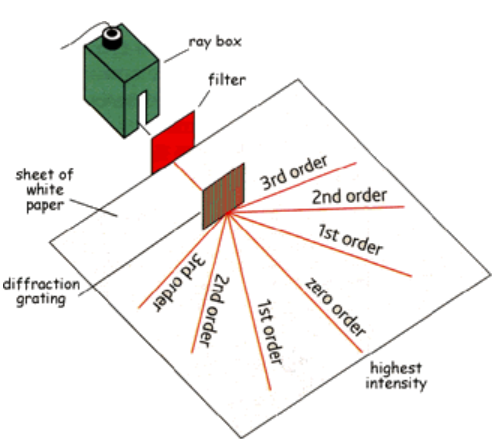 ray box
filter
sheet of
white
paper
3rd order
2nd order
1st order
diffraction
grating
3rd order
2nd order
1st order
zero order
highest
intensity